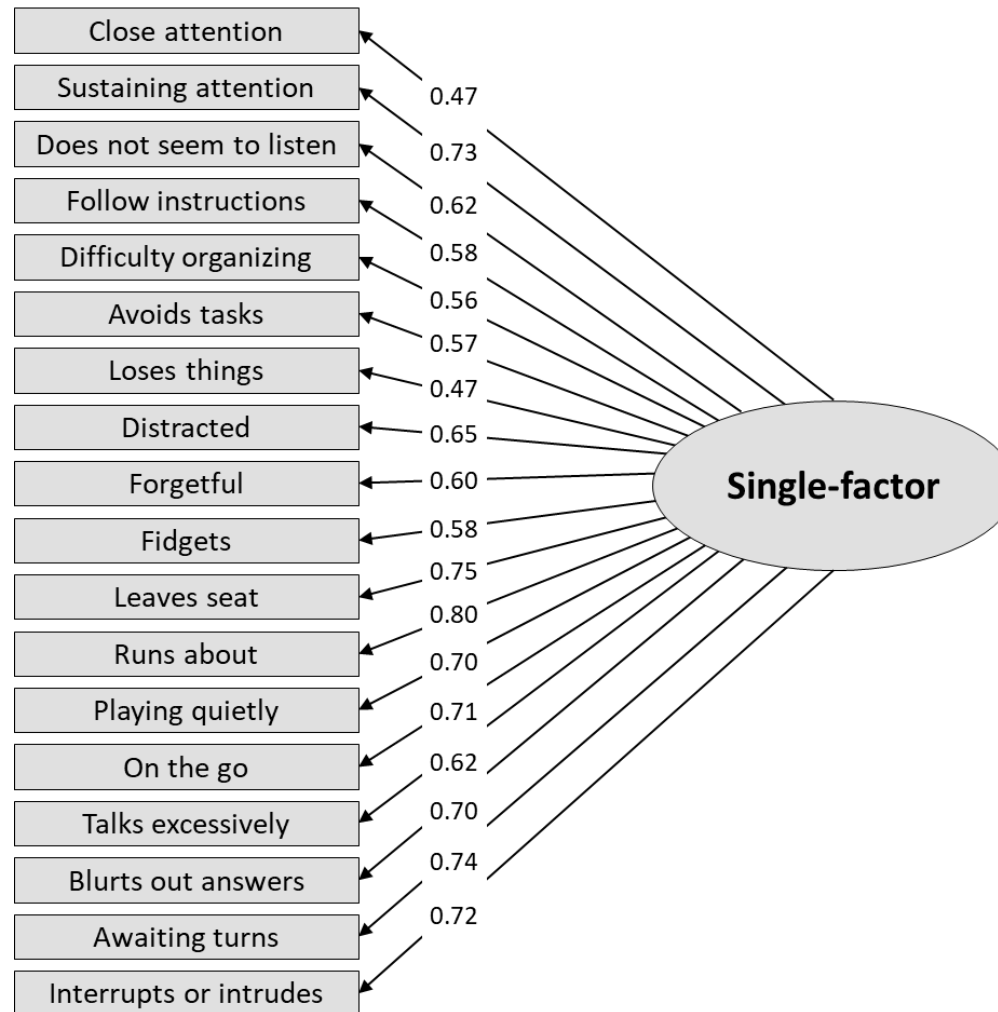 Close attention
Sustaining attention
Does not seem to listen
Follow instructions
Difficulty organizing
Avoids tasks
Loses things
Distracted
Forgetful
Fidgets
Leaves seat
Runs about
Playing quietly
On the go
Talks excessively
Blurts out answers
Awaiting turns
Interrupts or intrudes
0.47
0.73
0.62
0.58
0.56
0.57
0.47
0.65
0.60
0.58
0.75
0.80
0.70
0.71
0.62
0.70
0.74
0.72
Single-factor